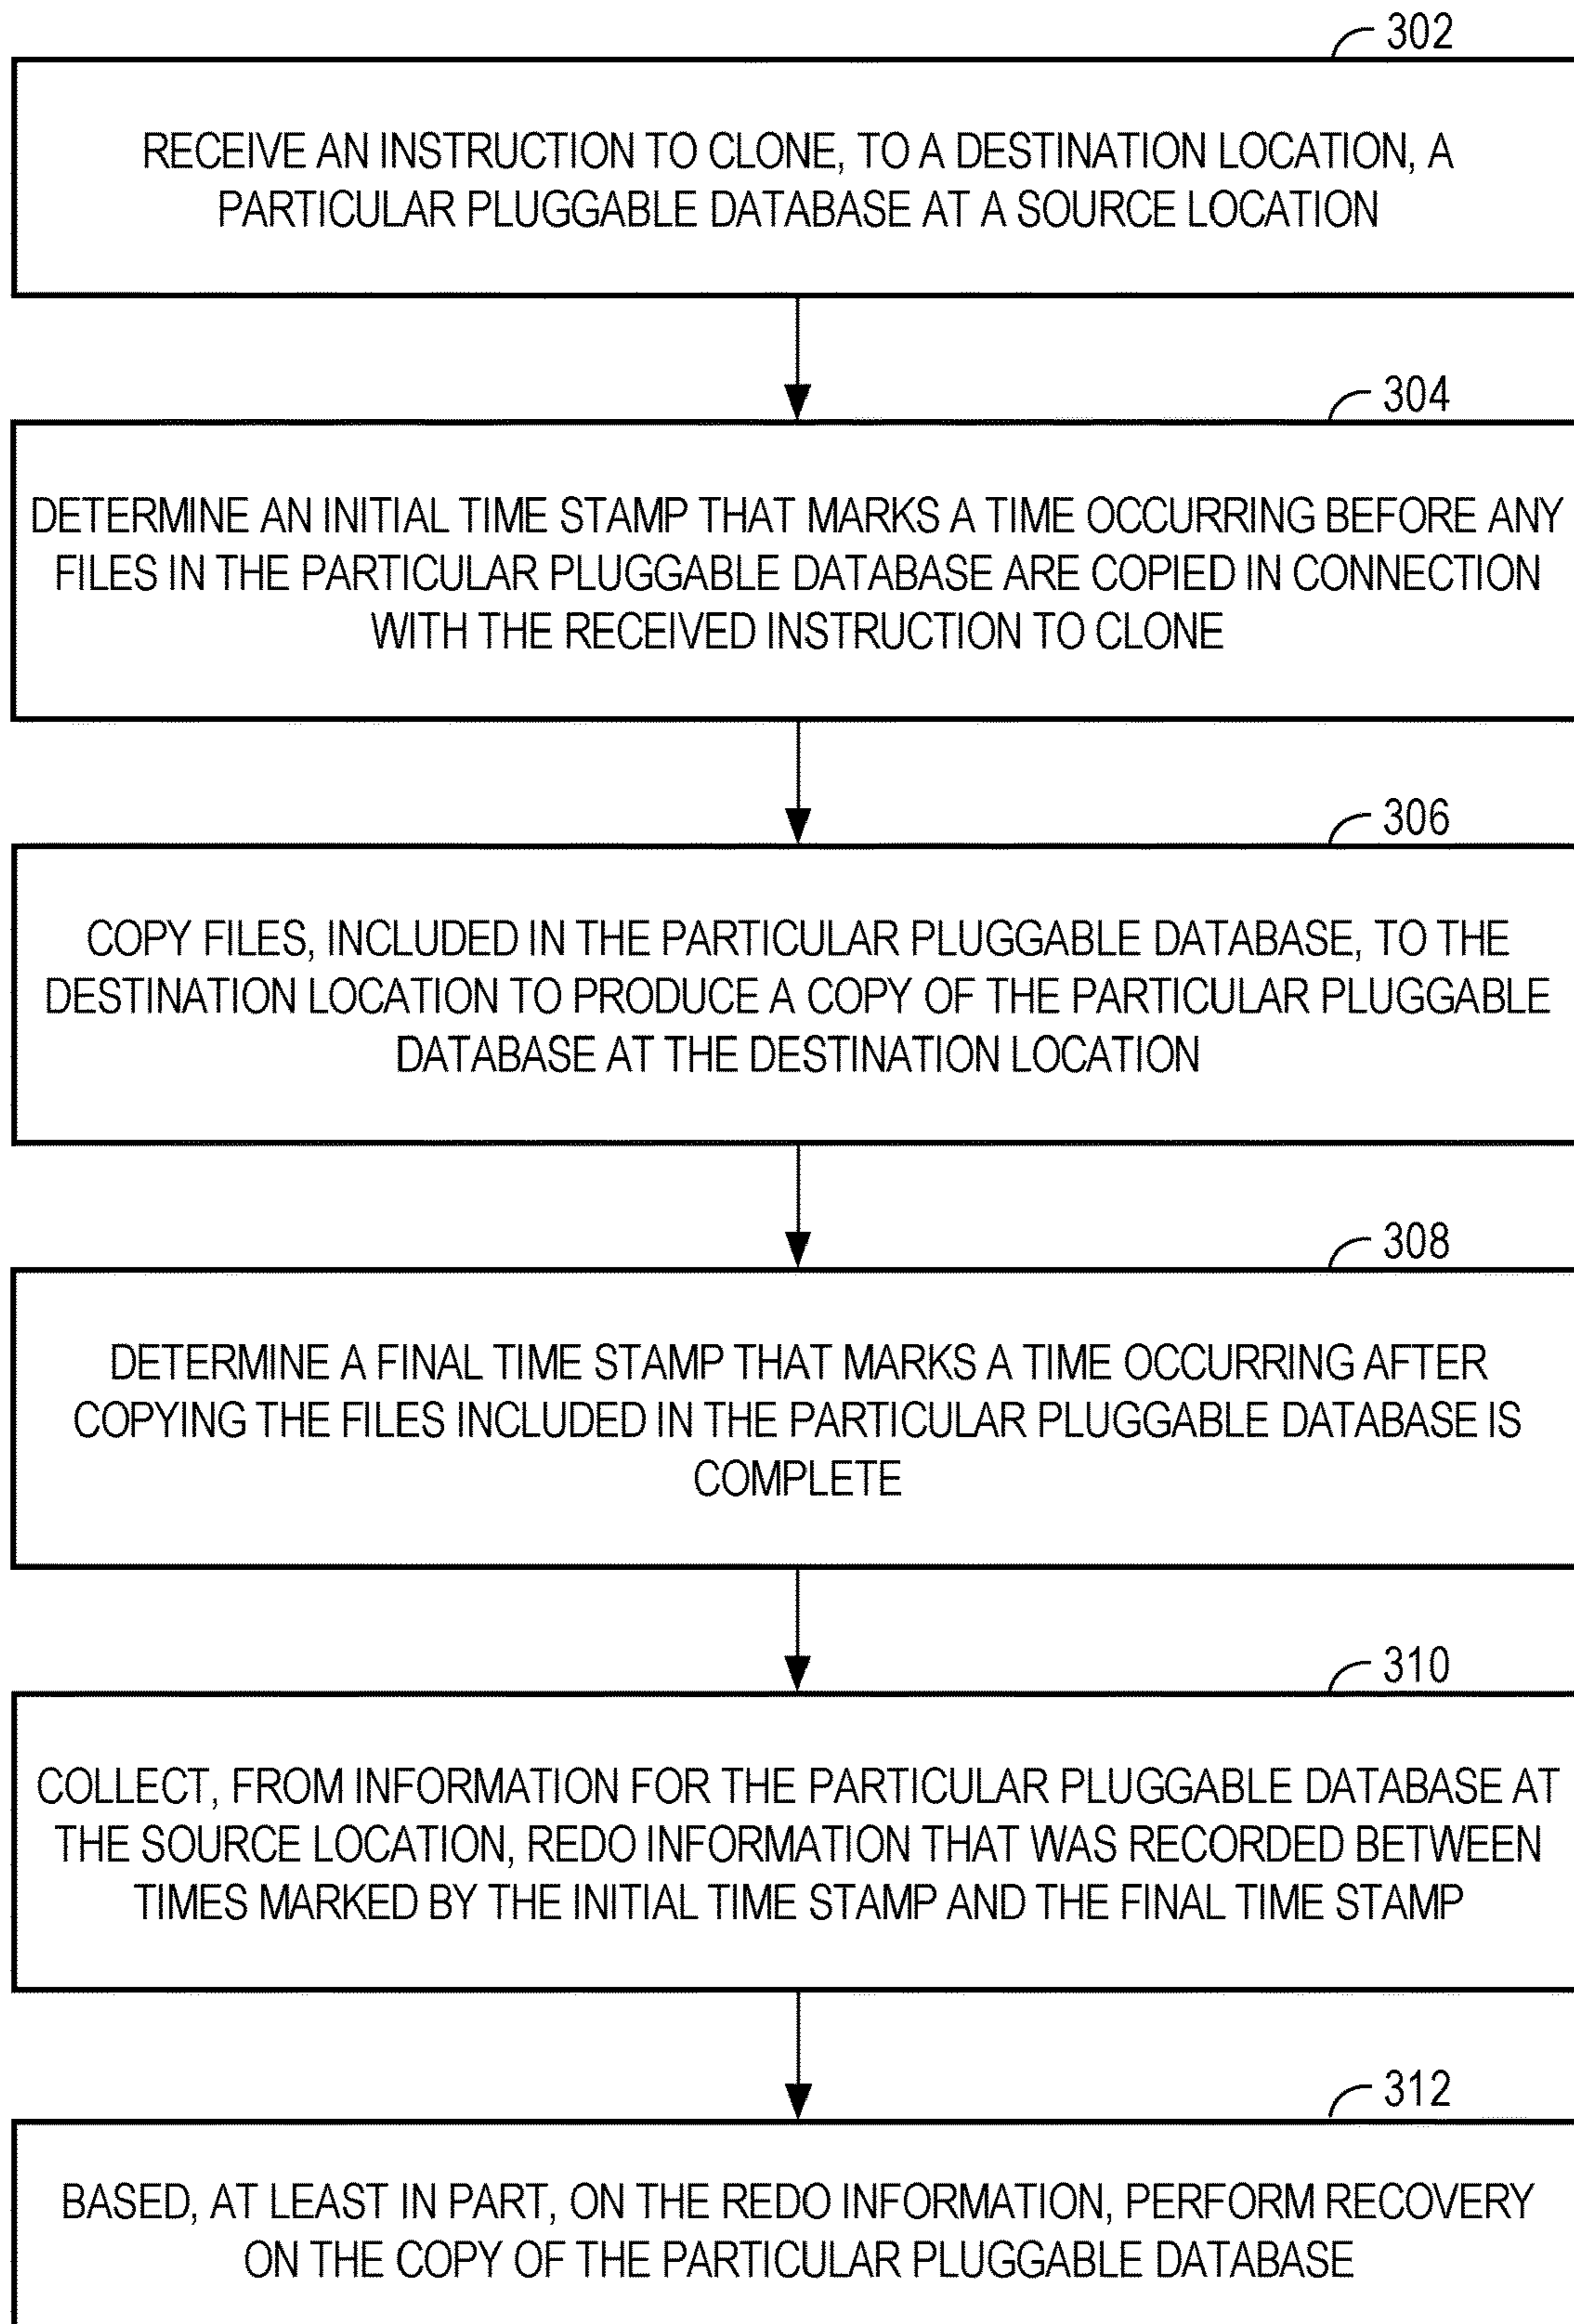 302
RECEIVE AN INSTRUCTION TO CLONE, TO A DESTINATION LOCATION, A
PARTICULAR PLUGGABLE DATABASE AT A SOURCE LOCATION
304
DETERMINE AN INITIAL TIME STAMP THAT MARKS A TIME OCCURRING BEFORE ANY
FILES IN THE PARTICULAR PLUGGABLE DATABASE ARE COPIED IN CONNECTION
WITH THE RECEIVED INSTRUCTION TO CLONE
306
COPY FILES, INCLUDED IN THE PARTICULAR PLUGGABLE DATABASE, TO THE
DESTINATION LOCATION TO PRODUCE A COPY OF THE PARTICULAR PLUGGABLE
DATABASE AT THE DESTINATION LOCATION
308
DETERMINE A FINAL TIME STAMP THAT MARKS A TIME OCCURRING AFTER
COPYING THE FILES INCLUDED IN THE PARTICULAR PLUGGABLE DATABASE IS
COMPLETE
310
COLLECT, FROM INFORMATION FOR THE PARTICULAR PLUGGABLE DATABASE AT
THE SOURCE LOCATION, REDO INFORMATION THAT WAS RECORDED BETWEEN
TIMES MARKED BY THE INITIAL TIME STAMP AND THE FINAL TIME STAMP
312
BASED, AT LEAST IN PART, ON THE REDO INFORMATION, PERFORM RECOVERY
ON THE COPY OF THE PARTICULAR PLUGGABLE DATABASE